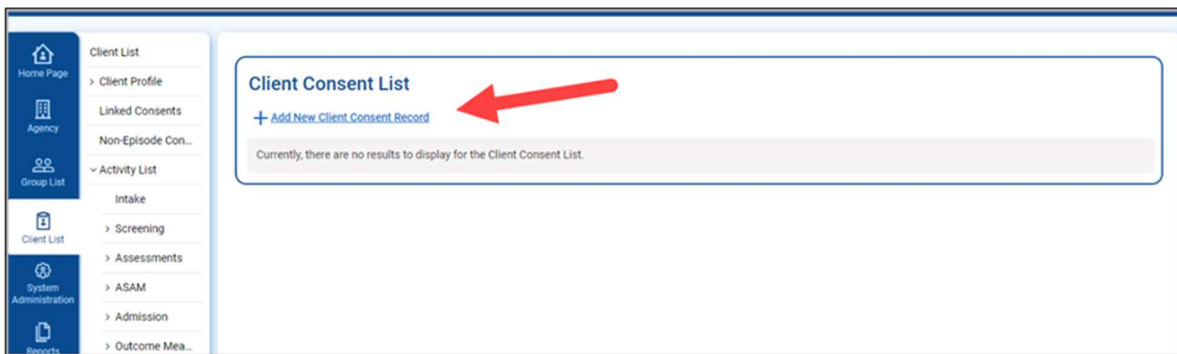 Home Page
Agency
Group List
Client List
System
Administration
Reports
Client List
Client Profile
Linked Consents
Non-Episode Con...
Activity List
Intake
Screening
Assessments
ASAM
Admission
Outcome Mea...
Client Consent List
Add New Client Consent Record
Currently, there are no results to display for the Client Consent List.